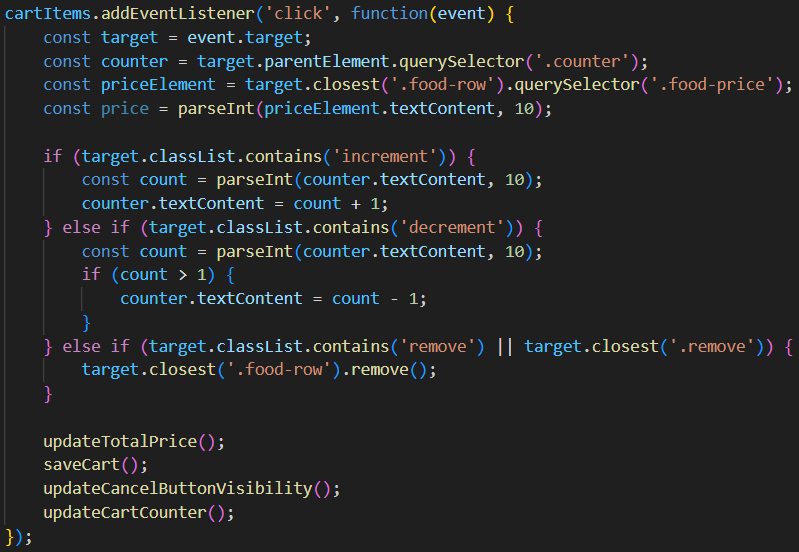 cartItems.addEventListener('click', function(event) {
    const target = event.target;
    const counter = target.parentElement.querySelector('.counter');
    const priceElement = target.closest('.food-row').querySelector('.food-price');
    const price = parseInt(priceElement.textContent, 10);

    if (target.classList.contains('increment')) {
        const count = parseInt(counter.textContent, 10);
        counter.textContent = count + 1;
    } else if (target.classList.contains('decrement')) {
        const count = parseInt(counter.textContent, 10);
        if (count > 1) {
            counter.textContent = count - 1;
        }
    } else if (target.classList.contains('remove') || target.closest('.remove')) {
        target.closest('.food-row').remove();
    }

    updateTotalPrice();
    saveCart();
    updateCancelButtonVisibility();
    updateCartCounter();
});